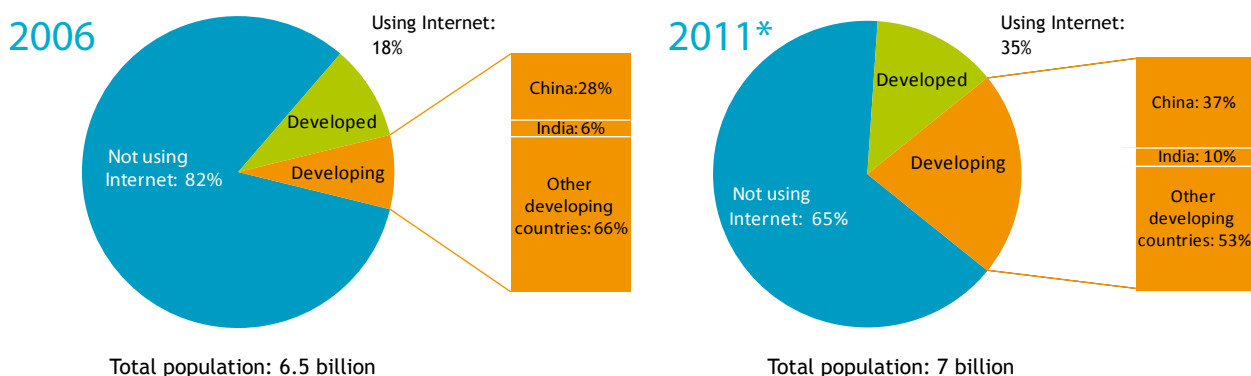 2006
Using Internet:
18%
Developed
Developing
Not using
Internet: 82%
China:28%
India: 6%
Other
developing
countries: 66%
Total population: 6.5 billion
2011*
Using Internet:
35%
Developed
Developing
Not using
Internet: 65%
China: 37%
India: 10%
Other
developing
countries: 53%
Total population: 7 billion